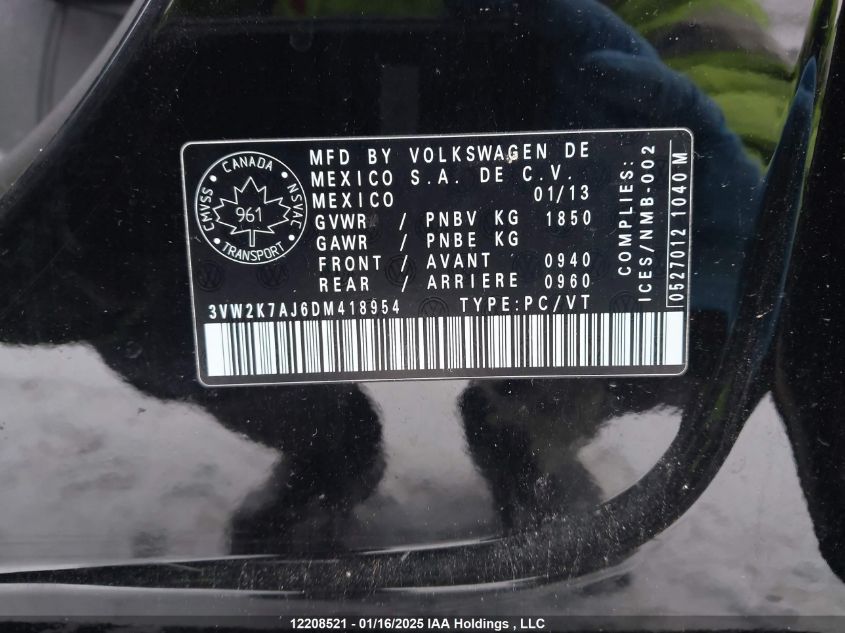 CANADA
CMVSS
NSVAC
961
TRANSPORT
MFD BY VOLKSWAGEN DE
MEXICO S.A. DE C.V.
MEXICO 01/13
GVWR / PNBV KG 1850
GAWR / PNBE KG
FRONT / AVANT 0940
REAR / ARRIERE 0960
3VW2K7AJ6DM418954 TYPE:PC/VT
COMPLIES:
ICES/NMB-002
0527012 1040 M
12208521 - 01/16/2025 IAA Holdings , LLC